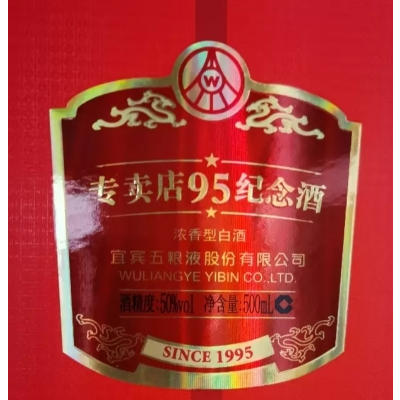 W
专卖店95纪念酒
浓香型白酒
宜宾五粮液股份有限公司
WULIANGYE YIBIN CO.,LTD.
酒精度:50%vol 净含量:500mL
SINCE 1995